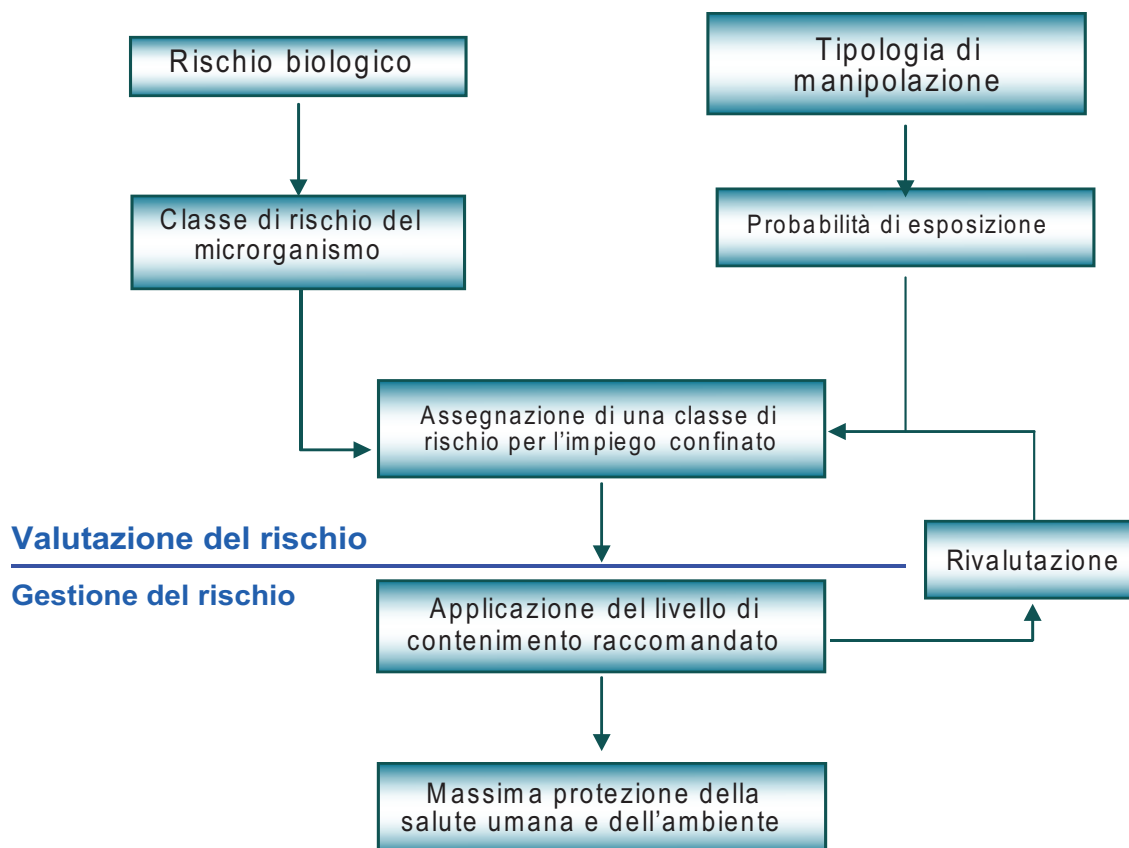 Rischio biologico
Tipologia di
manipolazione
Classe di rischio del
microrganismo
Probabilità di esposizione
Assegnazione di una classe di
rischio per l'impiego confinato
Valutazione del rischio
Gestione del rischio
Rivalutazione
Applicazione del livello di
contenimento raccomandato
Massima protezione della
salute umana e dell'ambiente